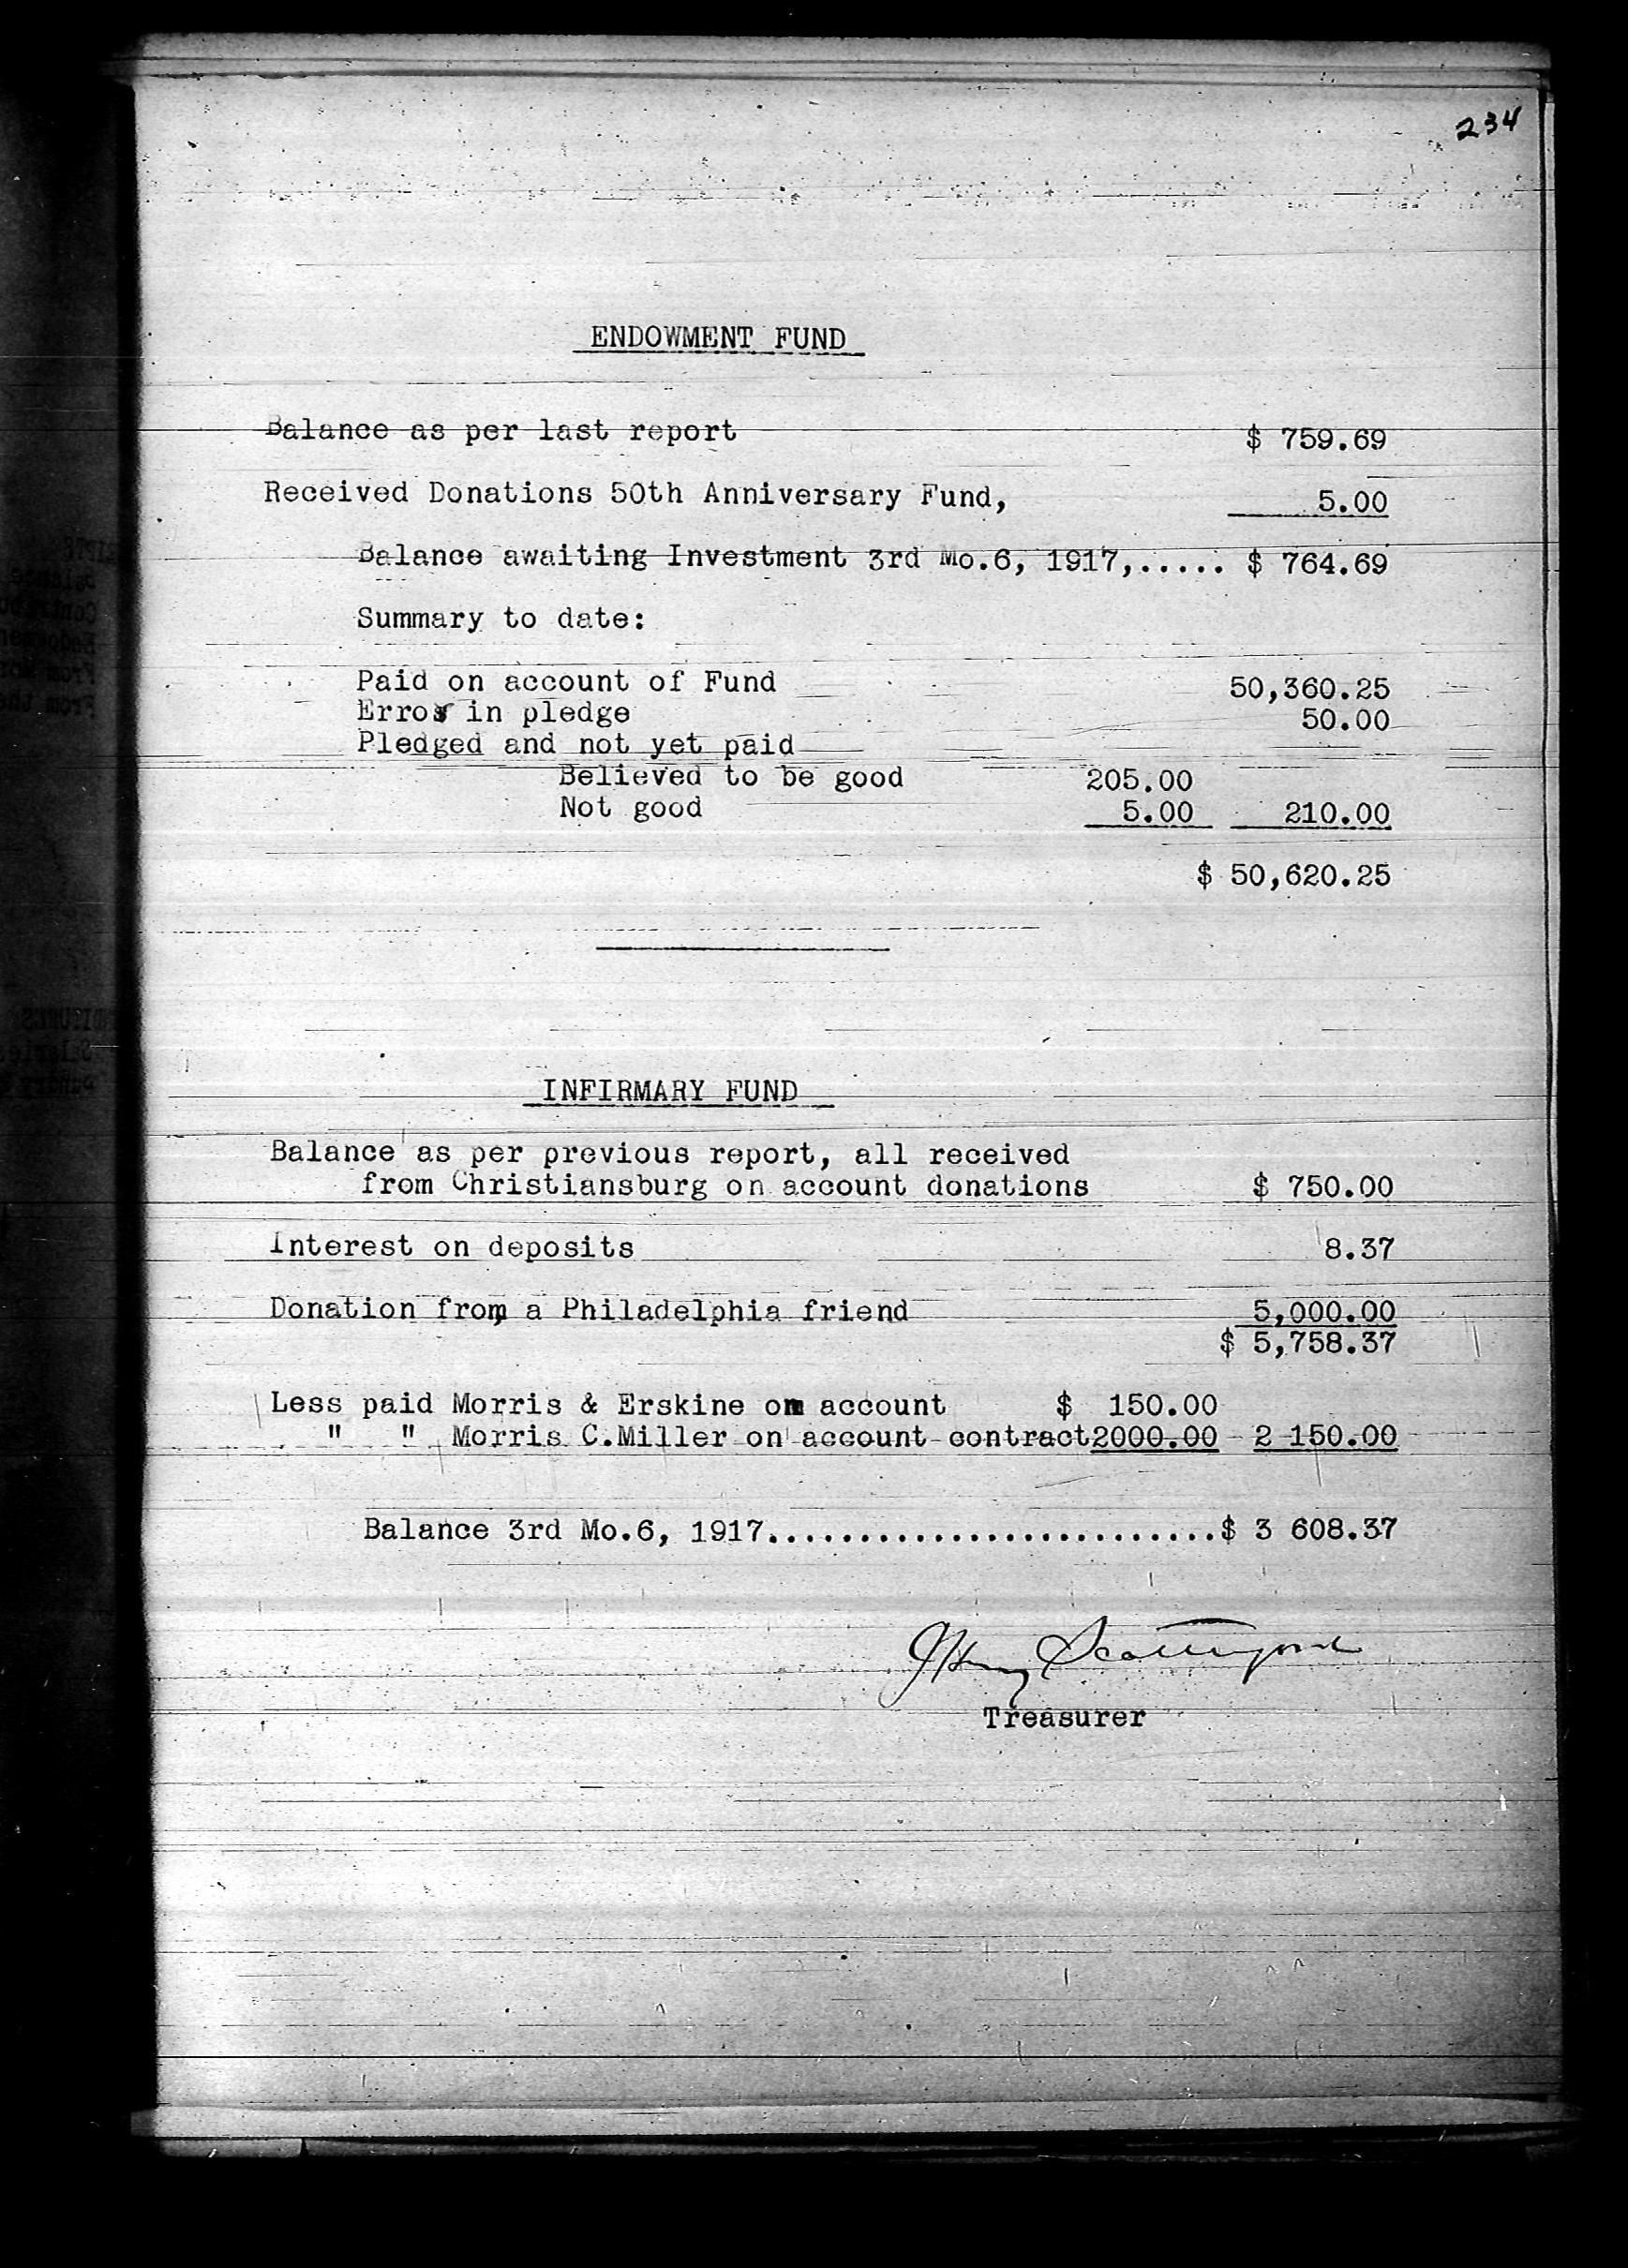 234
ENDOWMENT FUND
Balance as per last report $ 759.69
Received Donations 50th Anniversary Fund, 5.00
Balance awaiting Investment 3rd Mo.6, 1917,..... $ 764.69
Summary to date:
Paid on account of Fund 50,360.25
Error in pledge 50.00
Pledged and not yet paid
Believed to be good 205.00
Not good 5.00 210.00
$ 50,620.25
INFIRMARY FUND
Balance as per previous report, all received
from Christiansburg on account donations $ 750.00
Interest on deposits 8.37
Donation from a Philadelphia friend 5,000.00
$ 5,758.37
Less paid Morris & Erskine on account $ 150.00
" " Morris C.Miller on account contract 2000.00 2 150.00
Balance 3rd Mo.6, 1917.........................$ 3 608.37
J Henry Scattergood
Treasurer